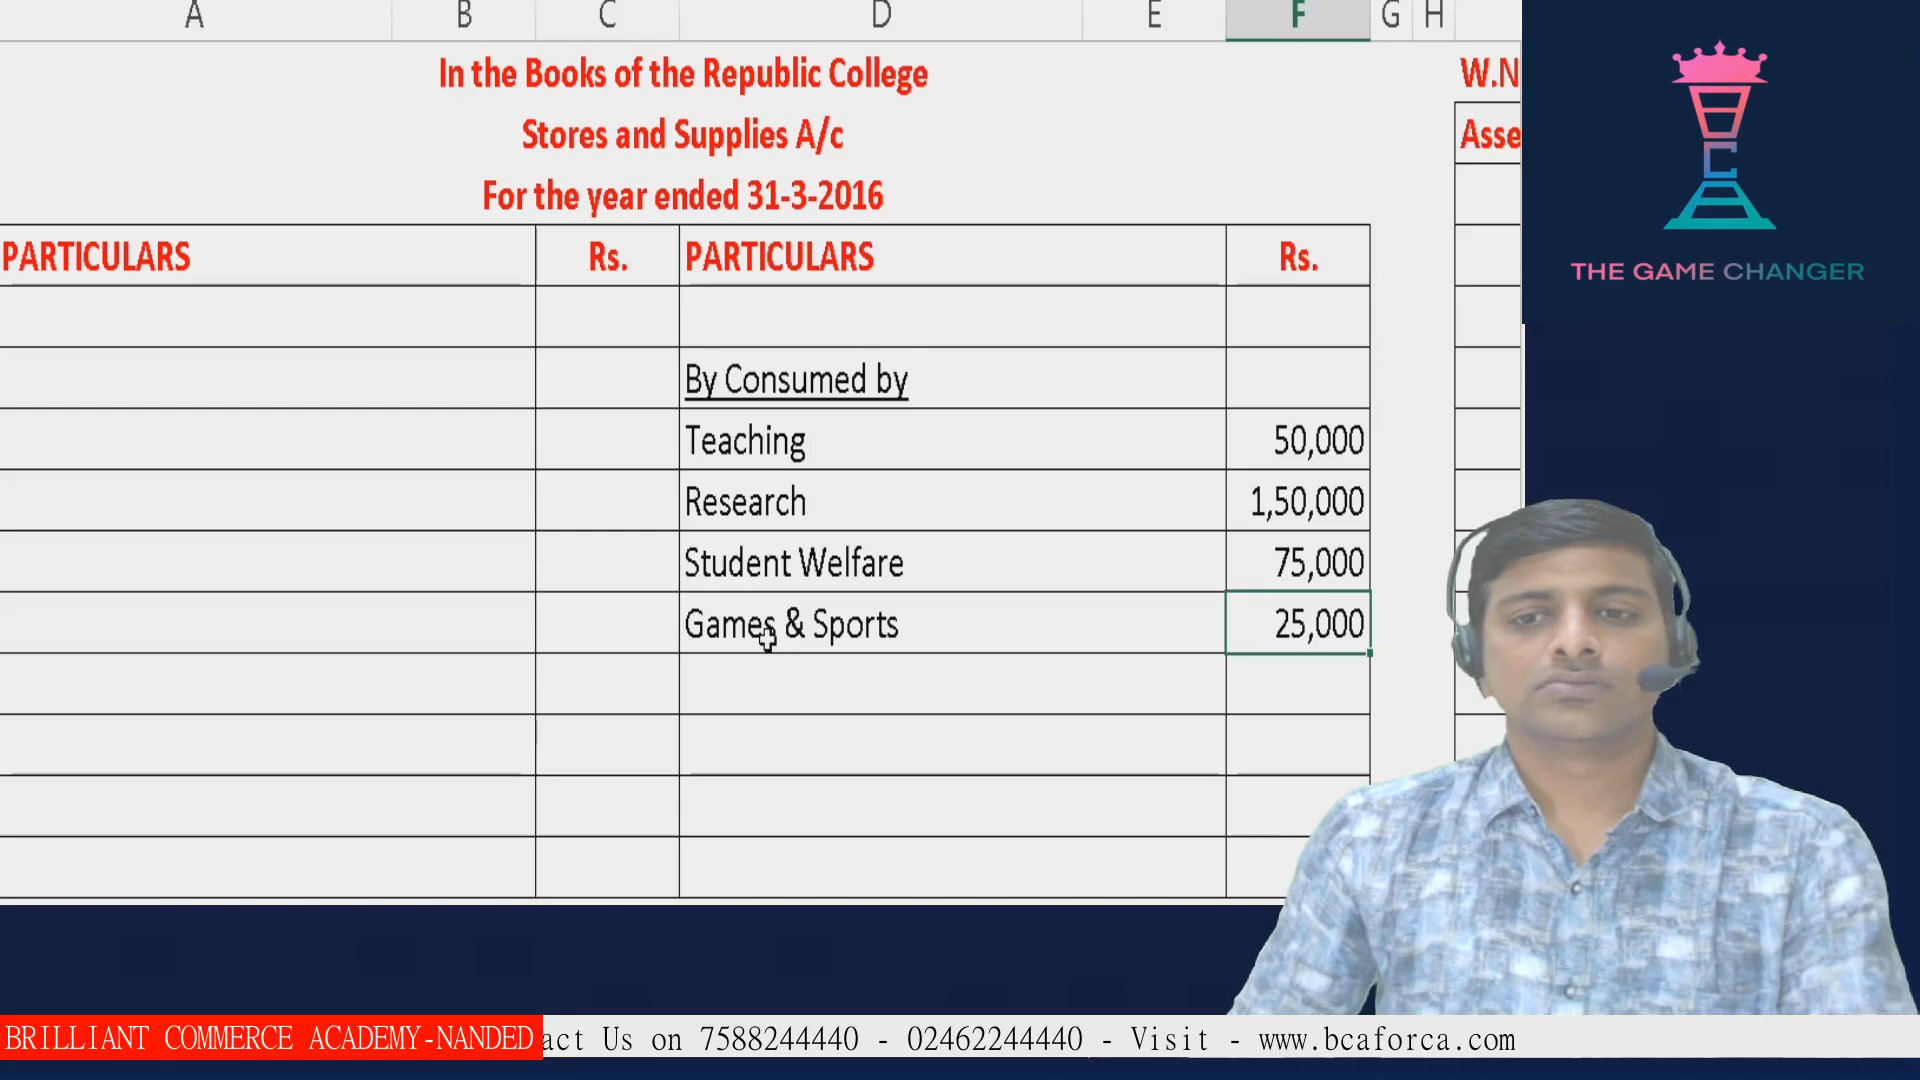 A B C D E F G H
In the Books of the Republic College
W.N
Stores and Supplies A/c
Asse
For the year ended 31-3-2016
PARTICULARS Rs. PARTICULARS Rs.
By Consumed by
Teaching 50,000
Research 1,50,000
Student Welfare 75,000
Games & Sports 25,000
THE GAME CHANGER
BRILLIANT COMMERCE ACADEMY-NANDED act Us on 7588244440 - 02462244440 - Visit - www.bcaforca.com